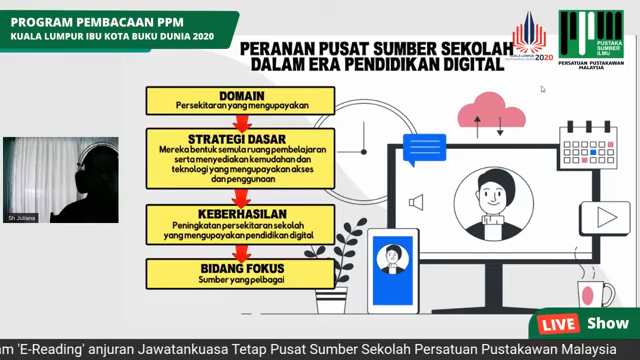 PROGRAM PEMBACAAN PPM
KUALA LUMPUR IBU KOTA BUKU DUNIA 2020
PERANAN PUSAT SUMBER SEKOLAH
DALAM ERA PENDIDIKAN DIGITAL
2020
PUSTAKA
SUMBER
ILMU
PERSATUAN PUSTAKAWAN
MALAYSIA
DOMAIN
Persekitaran yang mengupayakan
STRATEGI DASAR
Mereka bentuk semula ruang pembelajaran
serta menyediakan kemudahan dan
teknologi yang mengupayakan akses
dan penggunaan
KEBERHASILAN
Peningkatan persekitaran sekolah
yang mengupayakan pendidikan digital
BIDANG FOKUS
Sumber yang pelbagai
Sh Juliana
LIVE Show
am 'E-Reading' anjuran Jawatankuasa Tetap Pusat Sumber Sekolah Persatuan Pustakawan Malaysia